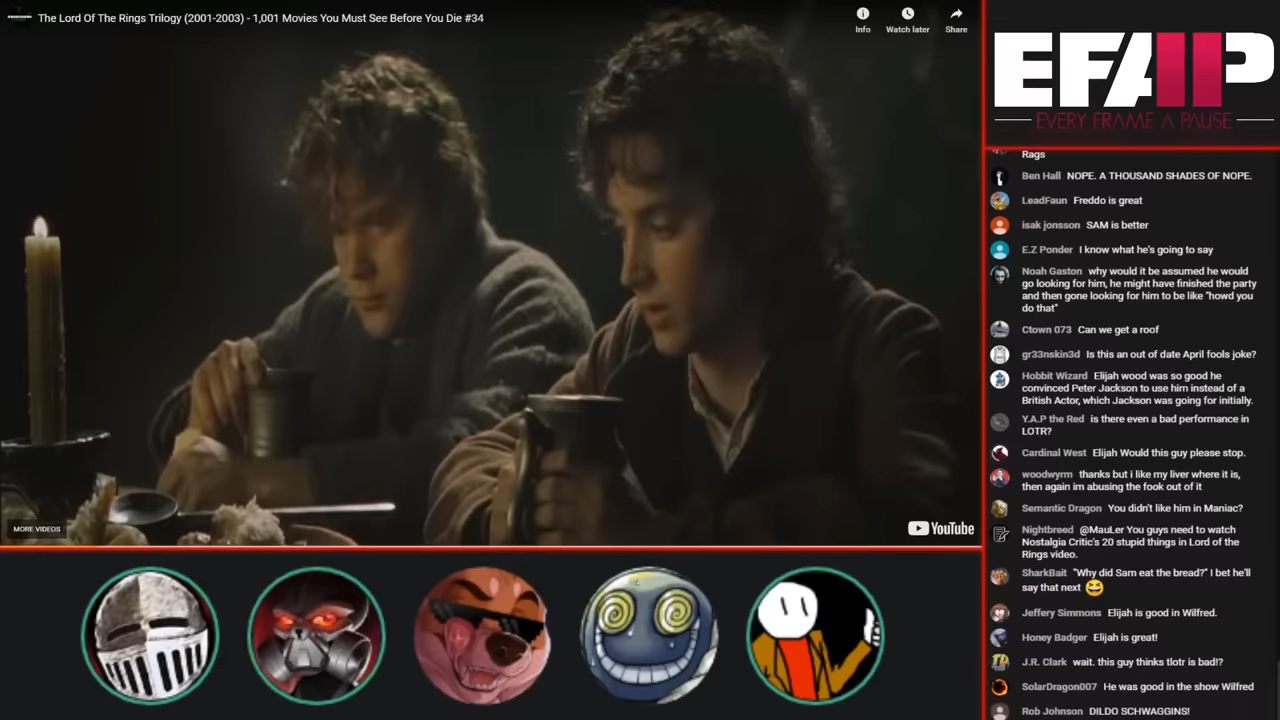 The Lord Of The Rings Trilogy (2001-2003) - 1,001 Movies You Must See Before You Die #34
Info
Watch later
Share
MORE VIDEOS
YouTube
EFAP
EVERY FRAME A PAUSE
Rags
Ben Hall NOPE. A THOUSAND SHADES OF NOPE.
LeadFaun Freddo is great
isak jonsson SAM is better
E.Z Ponder I know what he's going to say
Noah Gaston why would it be assumed he would
go looking for him, he might have finished the party
and then gone looking for him to be like "howd you
do that"
Ctown 073 Can we get a roof
gr33nskin3d Is this an out of date April fools joke?
Hobbit Wizard Elijah wood was so good he
convinced Peter Jackson to use him instead of a
British Actor, which Jackson was going for initially.
Y.A.P the Red is there even a bad performance in
LOTR?
Cardinal West Elijah Would this guy please stop.
woodwyrm thanks but i like my liver where it is,
then again im abusing the fook out of it
Semantic Dragon You didn't like him in Maniac?
Nightbreed @MauLer You guys need to watch
Nostalgia Critic's 20 stupid things in Lord of the
Rings video.
SharkBait "Why did Sam eat the bread?" I bet he'll
say that next
Jeffery Simmons Elijah is good in Wilfred.
Honey Badger Elijah is great!
J.R. Clark wait. this guy thinks tlotr is bad!?
SolarDragon007 He was good in the show Wilfred
Rob Johnson DILDO SCHWAGGINS!